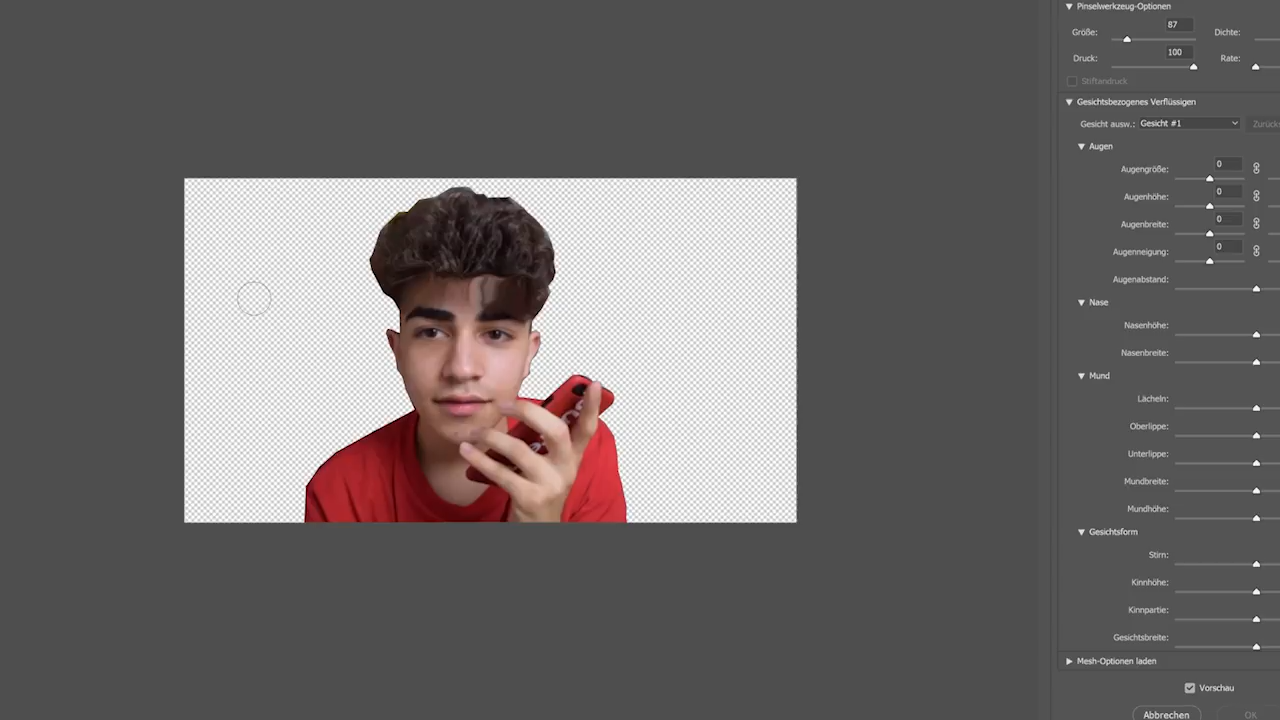 Pinselwerkzeug-Optionen
Größe: 87 Dichte:
Druck: 100 Rate:
Stiftandruck
Gesichtsbezogenes Verflüssigen
Gesicht ausw.: Gesicht #1 Zurücks
Augen
Augengröße: 0
Augenhöhe: 0
Augenbreite: 0
Augenneigung: 0
Augenabstand:
Nase
Nasenhöhe:
Nasenbreite:
Mund
Lächeln:
Oberlippe:
Unterlippe:
Mundbreite:
Mundhöhe:
Gesichtsform
Stirn:
Kinnhöhe:
Kinnpartie:
Gesichtsbreite:
Mesh-Optionen laden
Vorschau
Abbrechen OK